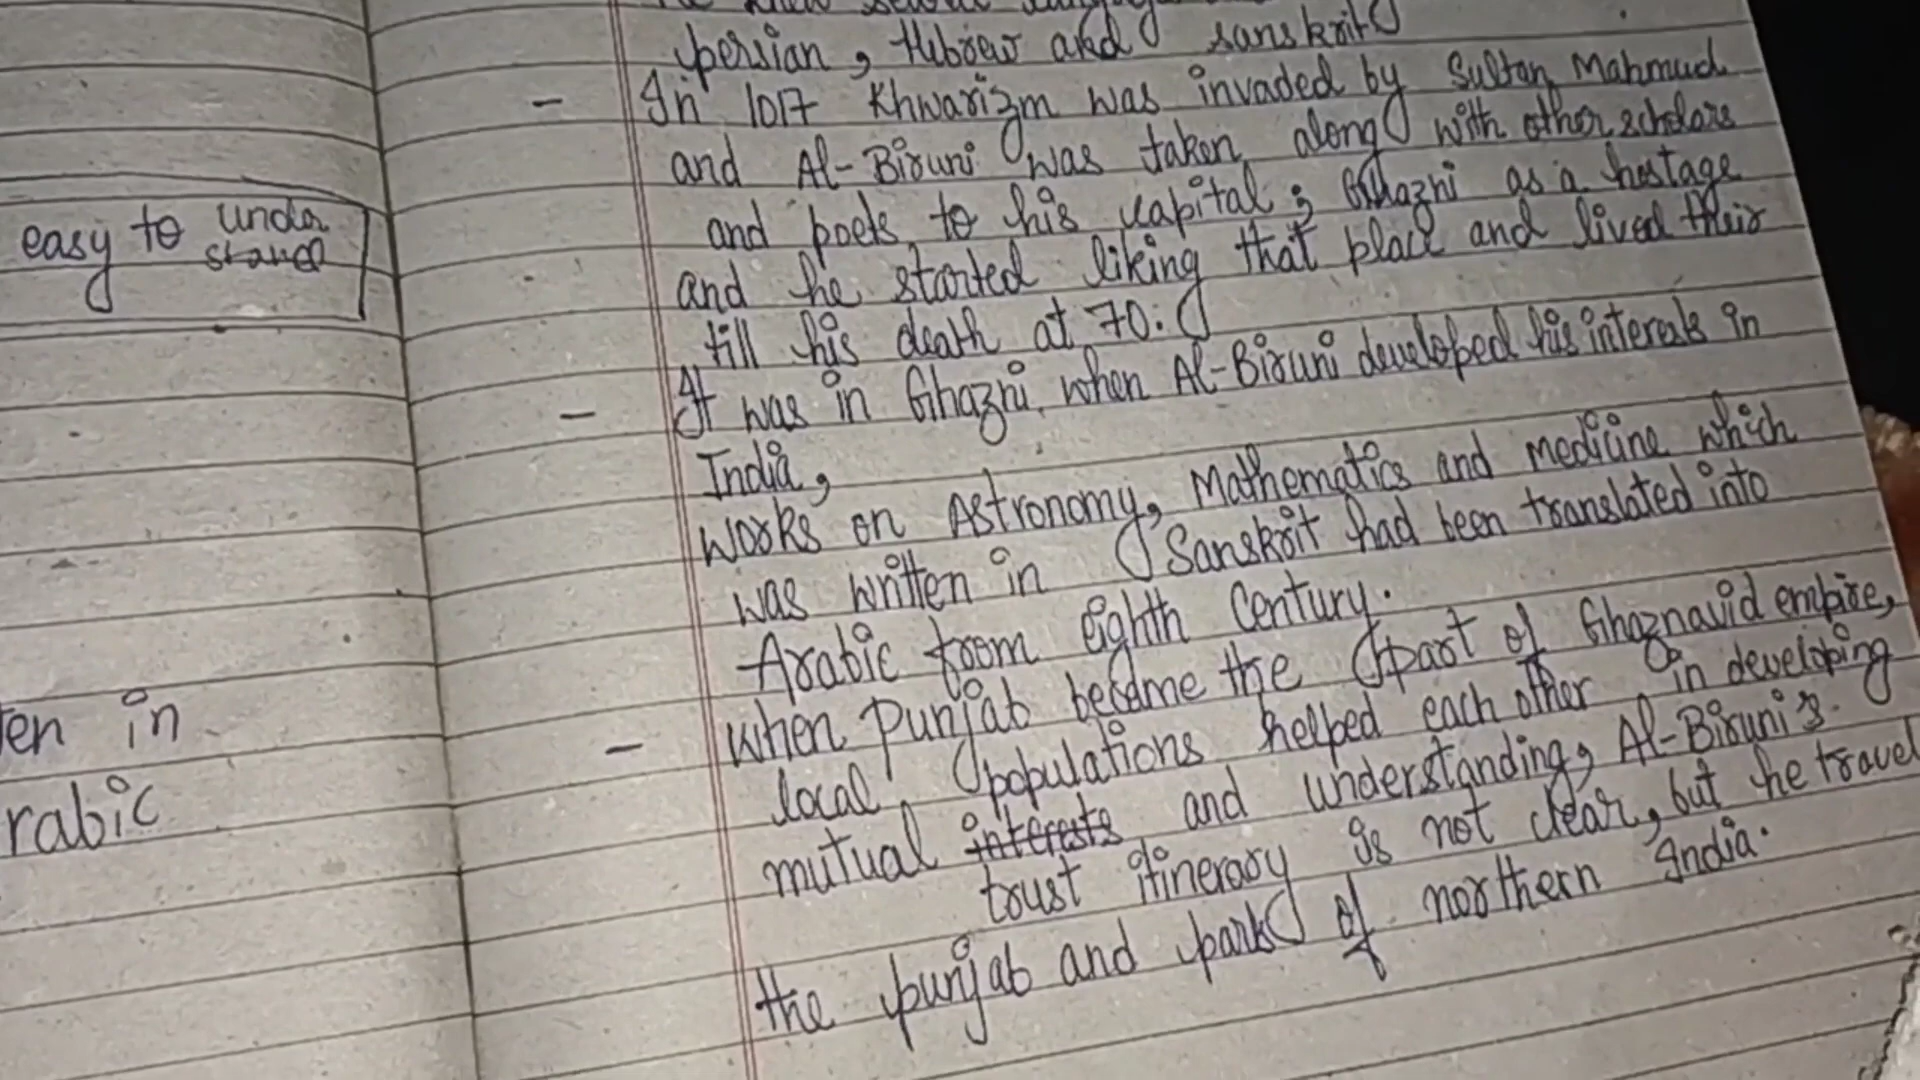 easy to under
stand
en in
rabic
persian, Hibrew and sanskrit
- In 1017 Khwarizm was invaded by Sultan Mahmud
and Al-Biruni was taken along with other scholars
and poets to his capital, Ghazni as a hostage
and he started liking that place and lived their
till his death at 70.
- It was in Ghazni when Al-Biruni developed his interests in
India,
works on Astronomy, Mathematics and medicine which
was written in Sanskrit had been translated into
Arabic from eighth Century.
- When Punjab became the part of Ghaznavid empire,
local populations helped each other in developing
mutual interests and understanding, Al-Biruni's
trust itinerary is not clear, but he travel
the punjab and parts of northern India.